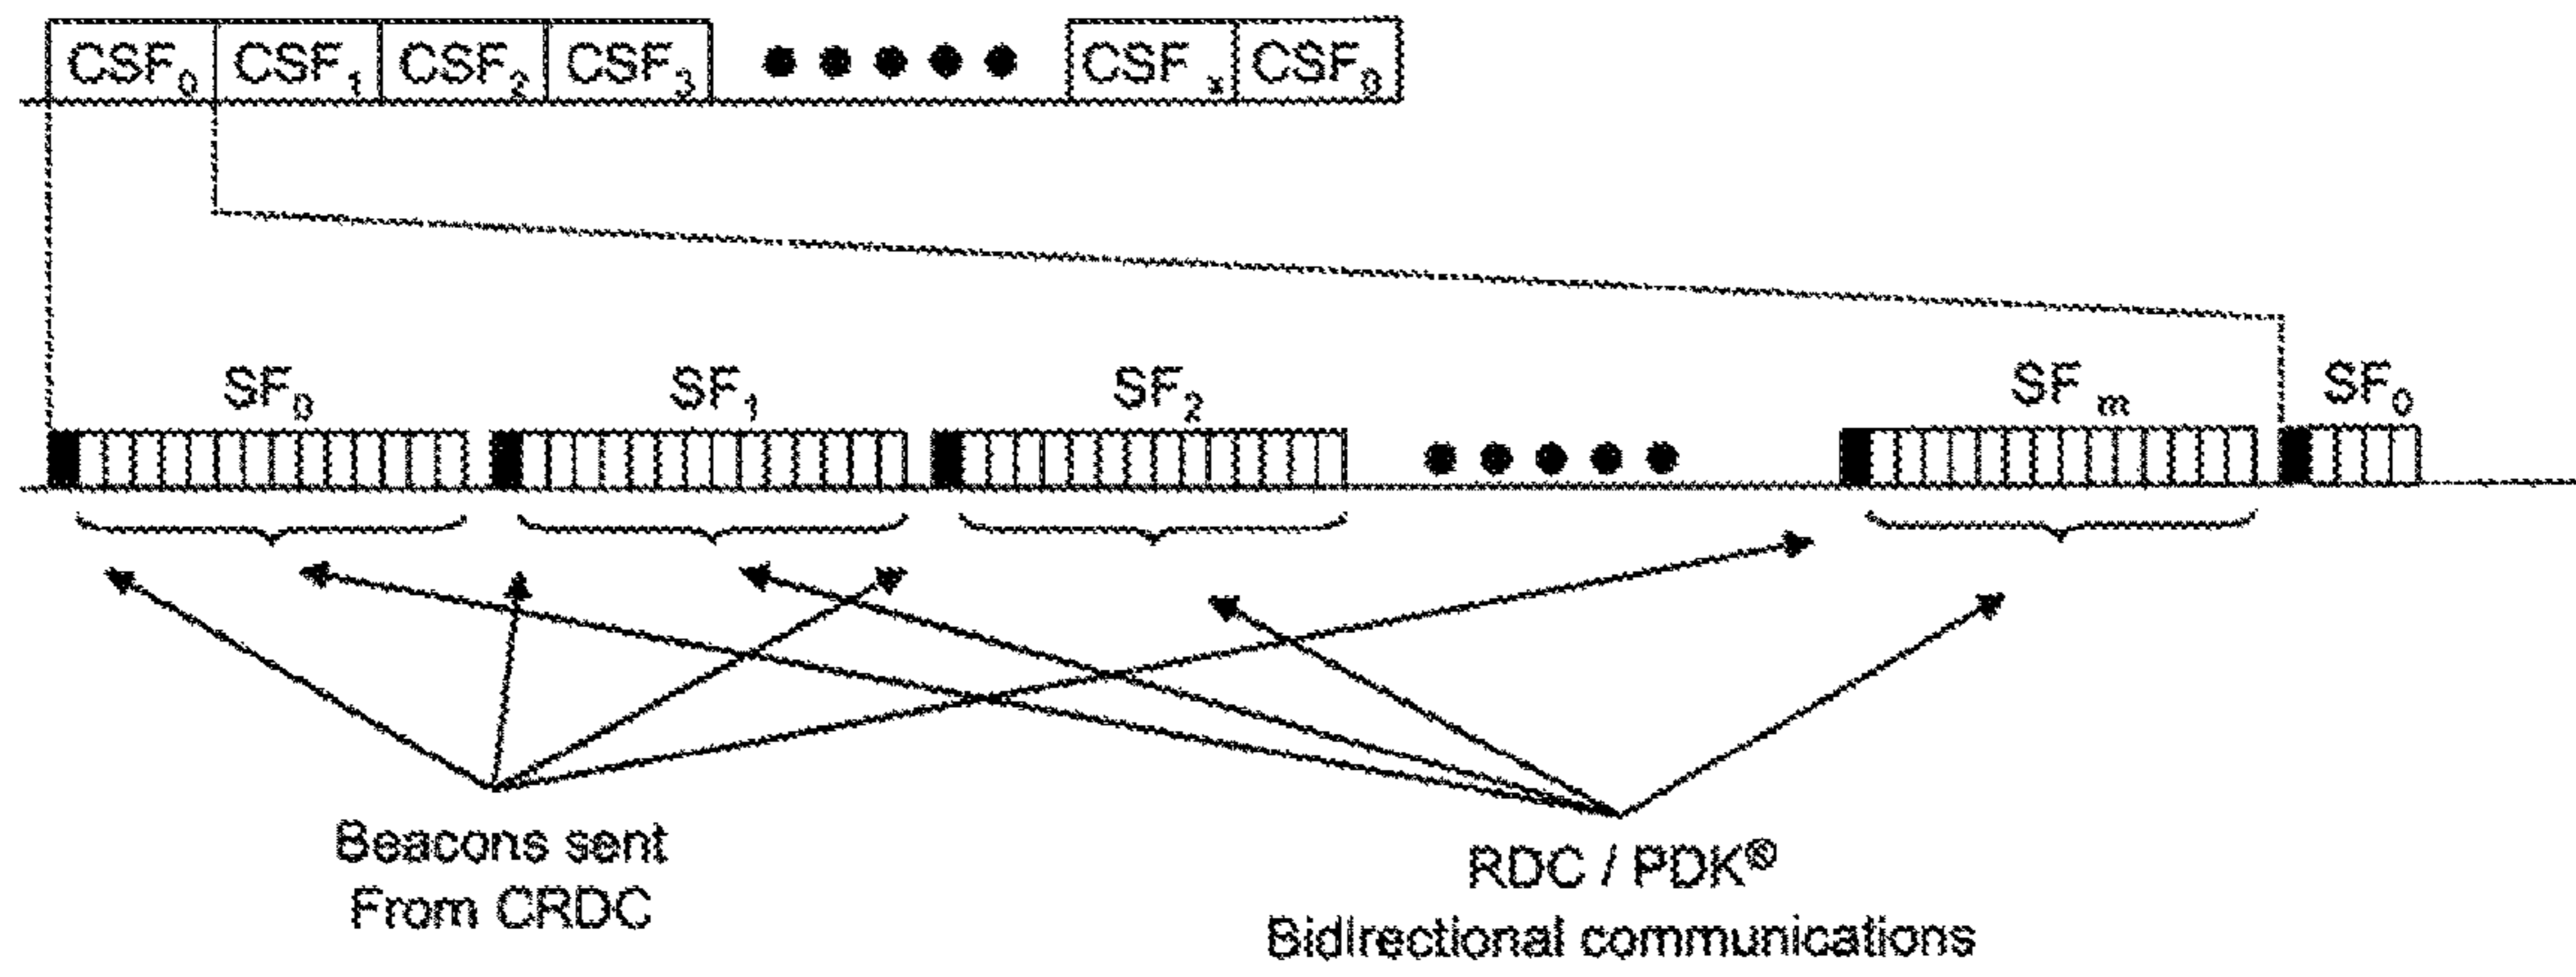 CSF₀ CSF₁ CSF₂ CSF₃ CSFₓ CSF₀
SF₀ SF₁ SF₂ SFₘ SF₀
Beacons sent
From CRDC
RDC / PDK®
Bidirectional communications